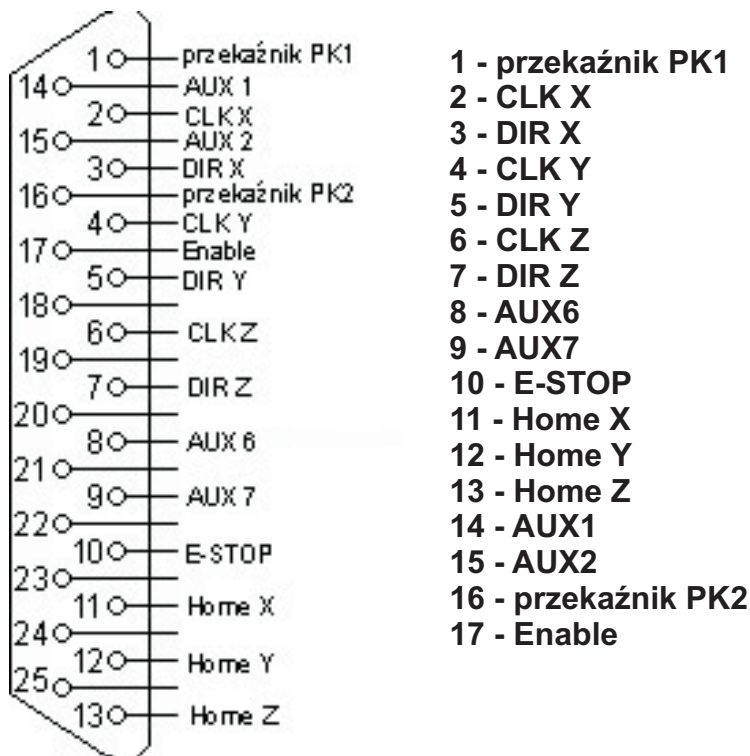 1 przekaźnik PK1
14 AUX 1
2 CLK X
15 AUX 2
3 DIR X
16 przekaźnik PK2
4 CLK Y
17 Enable
5 DIR Y
18
6 CLK Z
19
7 DIR Z
20
8 AUX 6
21
9 AUX 7
22
10 E-STOP
23
11 Home X
24
12 Home Y
25
13 Home Z
1 - przekaźnik PK1
2 - CLK X
3 - DIR X
4 - CLK Y
5 - DIR Y
6 - CLK Z
7 - DIR Z
8 - AUX6
9 - AUX7
10 - E-STOP
11 - Home X
12 - Home Y
13 - Home Z
14 - AUX1
15 - AUX2
16 - przekaźnik PK2
17 - Enable